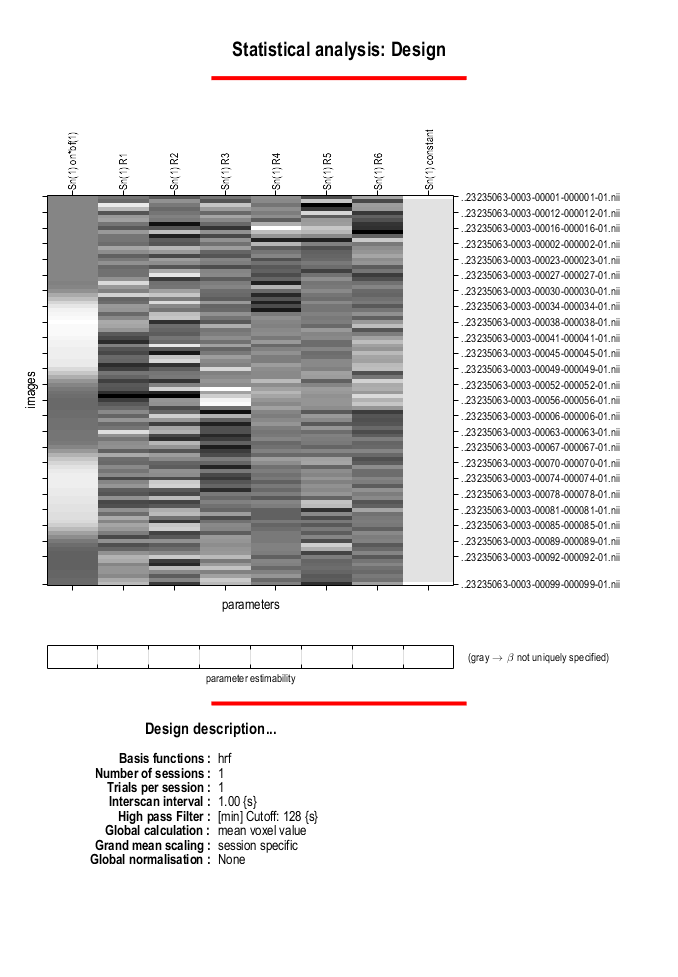 Statistical analysis: Design
Sn(1) on*bf(1)
Sn(1) R1
Sn(1) R2
Sn(1) R3
Sn(1) R4
Sn(1) R5
Sn(1) R6
Sn(1) constant
..23235063-0003-00001-000001-01.nii
..23235063-0003-00012-000012-01.nii
..23235063-0003-00016-000016-01.nii
..23235063-0003-00002-000002-01.nii
..23235063-0003-00023-000023-01.nii
..23235063-0003-00027-000027-01.nii
..23235063-0003-00030-000030-01.nii
..23235063-0003-00034-000034-01.nii
..23235063-0003-00038-000038-01.nii
..23235063-0003-00041-000041-01.nii
..23235063-0003-00045-000045-01.nii
..23235063-0003-00049-000049-01.nii
..23235063-0003-00052-000052-01.nii
..23235063-0003-00056-000056-01.nii
..23235063-0003-00006-000006-01.nii
..23235063-0003-00063-000063-01.nii
..23235063-0003-00067-000067-01.nii
..23235063-0003-00070-000070-01.nii
..23235063-0003-00074-000074-01.nii
..23235063-0003-00078-000078-01.nii
..23235063-0003-00081-000081-01.nii
..23235063-0003-00085-000085-01.nii
..23235063-0003-00089-000089-01.nii
..23235063-0003-00092-000092-01.nii
..23235063-0003-00099-000099-01.nii
images
parameters
(gray → β not uniquely specified)
parameter estimability
Design description...
Basis functions : hrf
Number of sessions : 1
Trials per session : 1
Interscan interval : 1.00 {s}
High pass Filter : [min] Cutoff: 128 {s}
Global calculation : mean voxel value
Grand mean scaling : session specific
Global normalisation : None